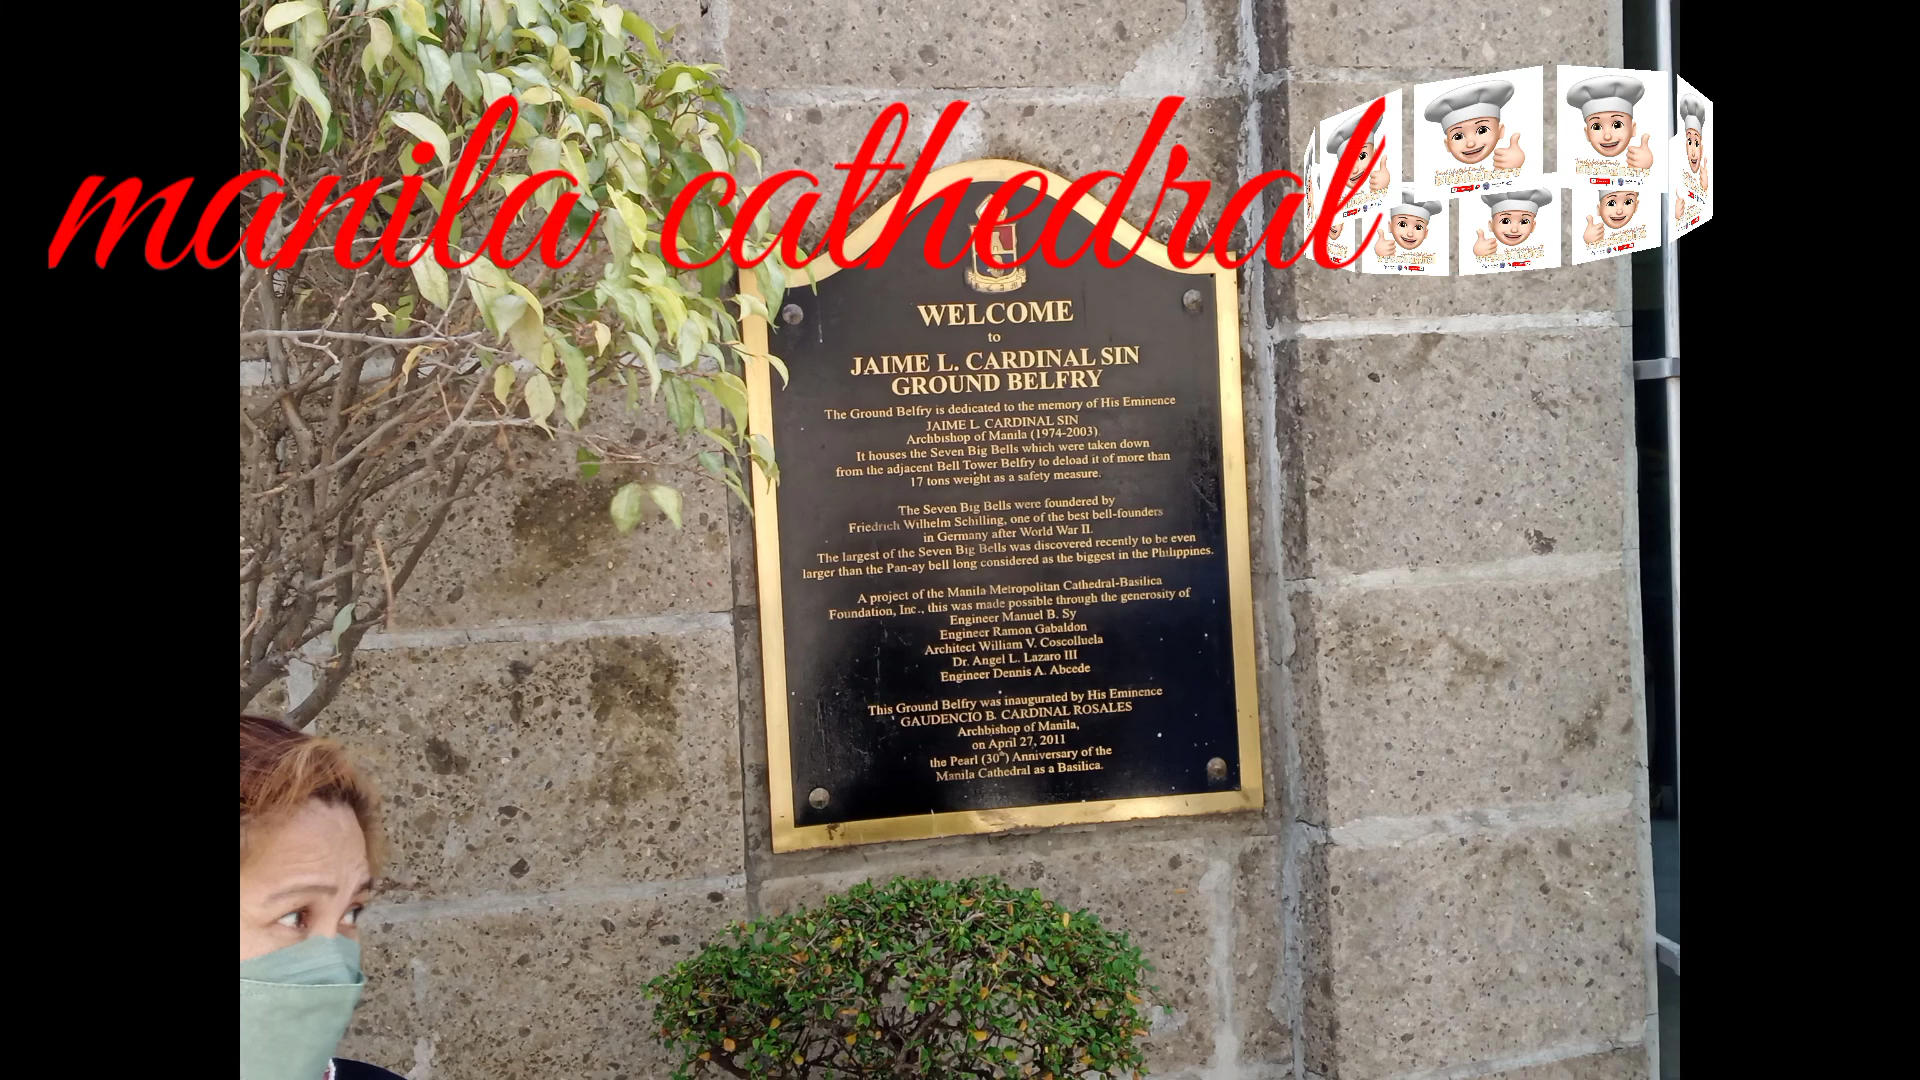 manila cathedral
WELCOME
to
JAIME L. CARDINAL SIN
GROUND BELFRY
The Ground Belfry is dedicated to the memory of His Eminence
JAIME L. CARDINAL SIN
Archbishop of Manila (1974-2003)
It houses the Seven Big Bells which were taken down
from the adjacent Bell Tower Belfry to deload it of more than
17 tons weight as a safety measure.
The Seven Big Bells were foundered by
Friedrich Wilhelm Schilling, one of the best bell-founders
in Germany after World War II.
The largest of the Seven Big Bells was discovered recently to be even
larger than the Pan-ay bell long considered as the biggest in the Philippines.
A project of the Manila Metropolitan Cathedral-Basilica
Foundation, Inc., this was made possible through the generosity of
Engineer Manuel B. Sy
Engineer Ramon Gabaldon
Architect William V. Coscolluela
Dr. Angel L. Lazaro III
Engineer Dennis A. Abcede
This Ground Belfry was inaugurated by His Eminence
GAUDENCIO B. CARDINAL ROSALES
Archbishop of Manila,
on April 27, 2011
the Pearl (30th) Anniversary of the
Manila Cathedral as a Basilica.